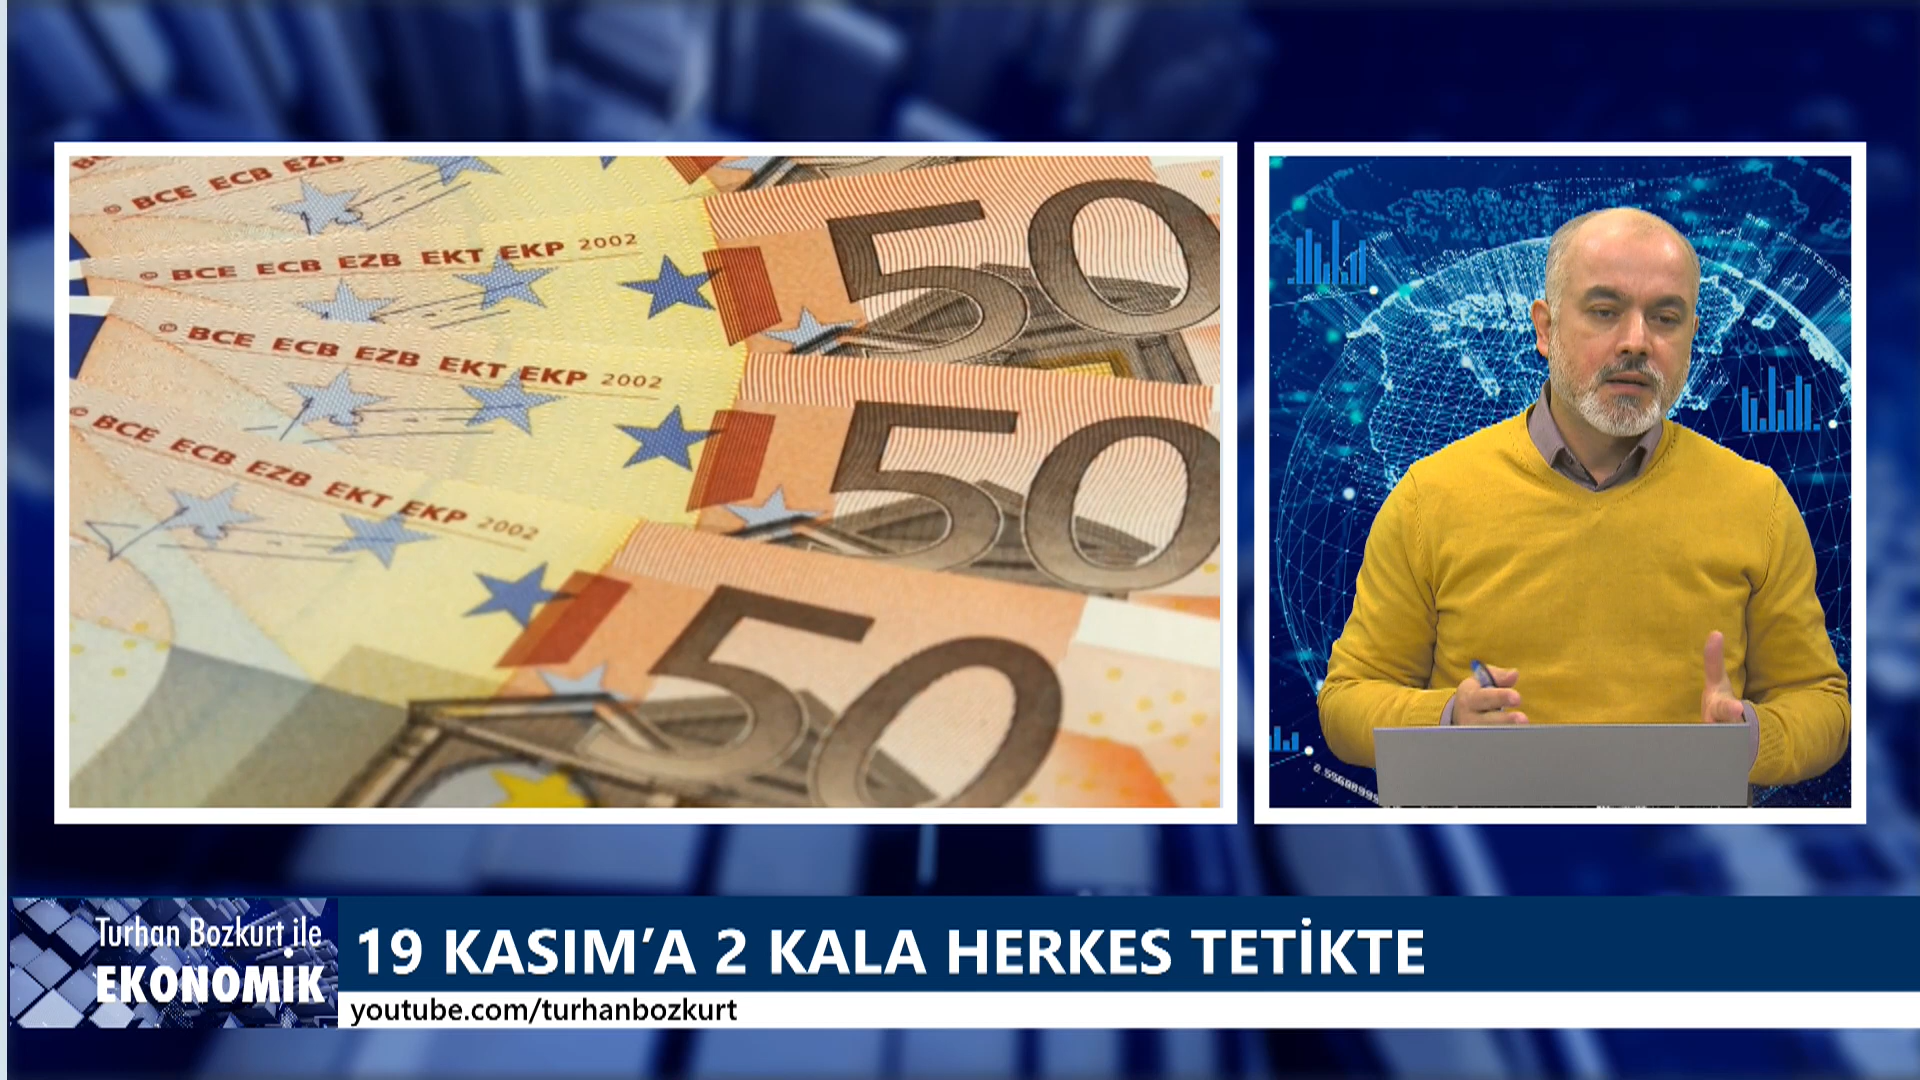 BCE ECB EZB
© BCE ECB EZB EKT EKP 2002
© BCE ECB EZB EKT EKP 2002
© BCE ECB EZB EKT EKP 2002
50
50
50
Turhan Bozkurt ile
EKONOMİK
19 KASIM’A 2 KALA HERKES TETİKTE
youtube.com/turhanbozkurt